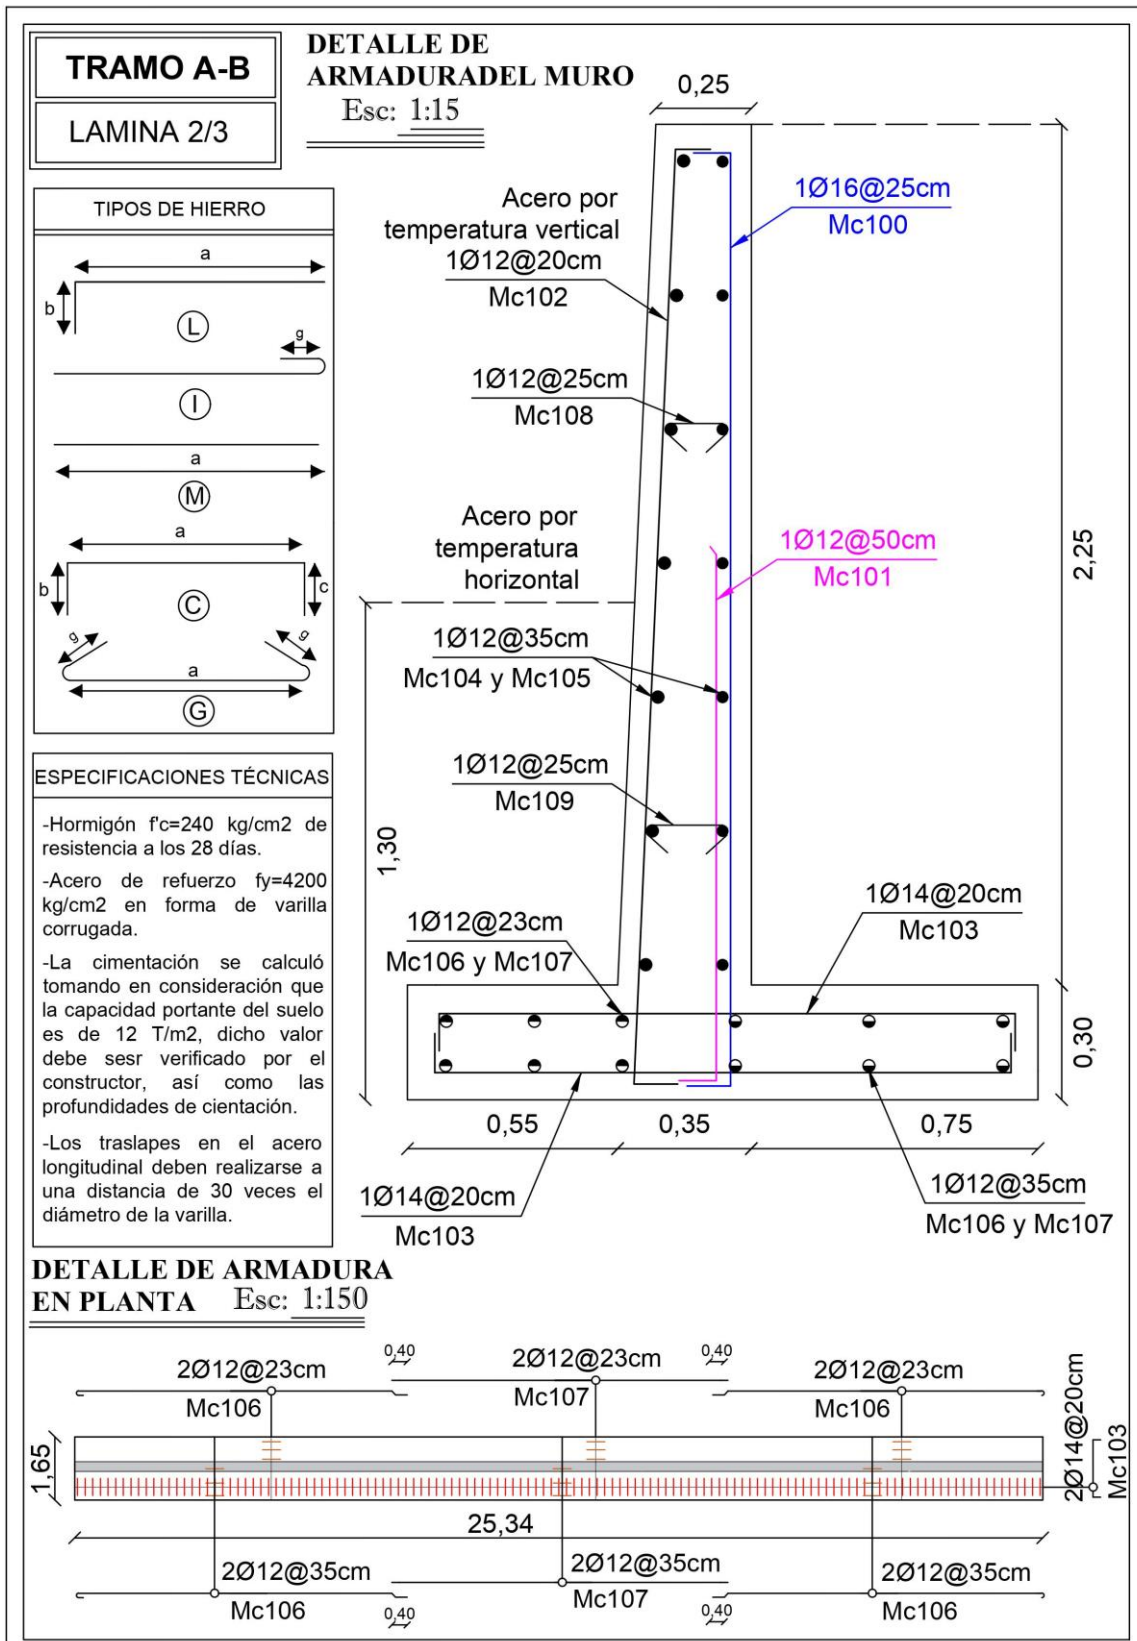 TRAMO A-B
LAMINA 2/3
DETALLE DE
ARMADURADEL MURO
Esc: 1:15
TIPOS DE HIERRO
a
b
L
g
I
a
M
a
b
c
C
g
g
a
G
ESPECIFICACIONES TÉCNICAS
-Hormigón f'c=240 kg/cm2 de
resistencia a los 28 días.
-Acero de refuerzo fy=4200
kg/cm2 en forma de varilla
corrugada.
-La cimentación se calculó
tomando en consideración que
la capacidad portante del suelo
es de 12 T/m2, dicho valor
debe sesr verificado por el
constructor, así como las
profundidades de cientación.
-Los traslapes en el acero
longitudinal deben realizarse a
una distancia de 30 veces el
diámetro de la varilla.
0,25
Acero por
temperatura vertical
1Ø12@20cm
Mc102
1Ø16@25cm
Mc100
1Ø12@25cm
Mc108
Acero por
temperatura
horizontal
1Ø12@50cm
Mc101
2,25
1Ø12@35cm
Mc104 y Mc105
1Ø12@25cm
Mc109
1,30
1Ø12@23cm
Mc106 y Mc107
1Ø14@20cm
Mc103
0,30
0,55
0,35
0,75
1Ø14@20cm
Mc103
1Ø12@35cm
Mc106 y Mc107
DETALLE DE ARMADURA
EN PLANTA Esc: 1:150
2Ø12@23cm
Mc106
0,40
2Ø12@23cm
Mc107
0,40
2Ø12@23cm
Mc106
1,65
2Ø14@20cm
Mc103
25,34
2Ø12@35cm
Mc106
0,40
2Ø12@35cm
Mc107
0,40
2Ø12@35cm
Mc106